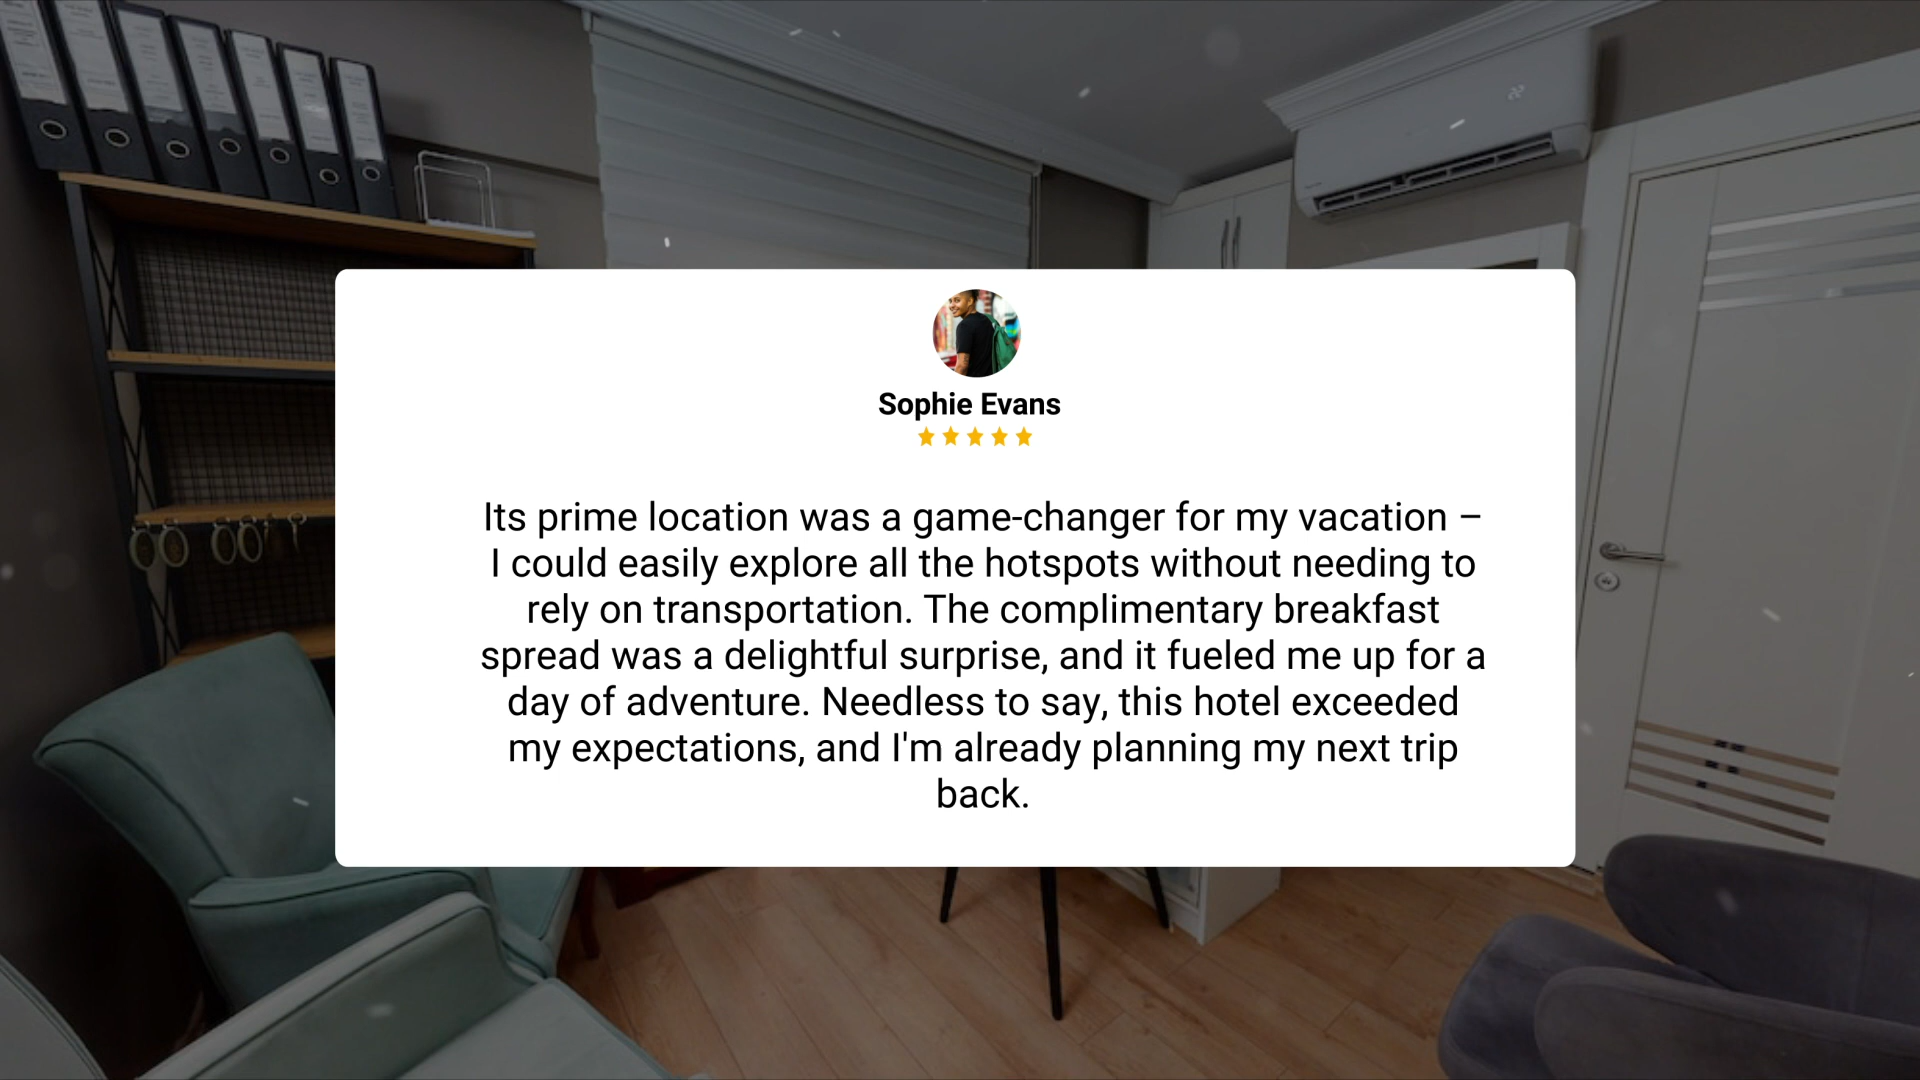 Sophie Evans
Its prime location was a game-changer for my vacation –
I could easily explore all the hotspots without needing to
rely on transportation. The complimentary breakfast
spread was a delightful surprise, and it fueled me up for a
day of adventure. Needless to say, this hotel exceeded
my expectations, and I'm already planning my next trip
back.